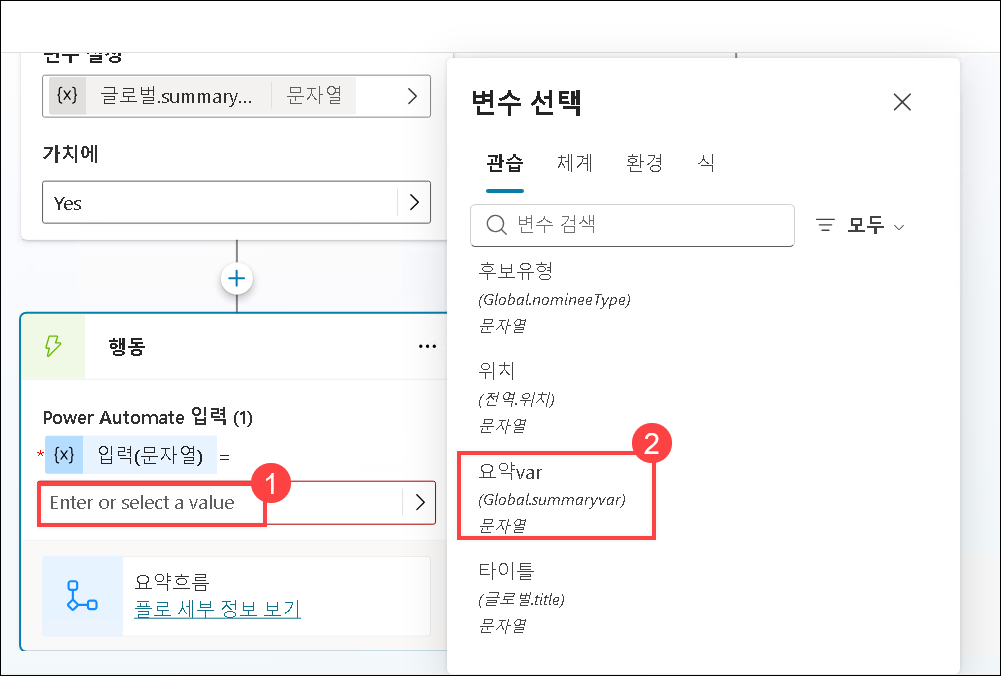 변수 설정
{x} 글로벌.summary... 문자열
가치에
Yes
행동
Power Automate 입력 (1)
* {x} 입력(문자열) =
Enter or select a value
1
요약흐름
플로 세부 정보 보기
변수 선택
관습 체계 환경 식
변수 검색 모두
후보유형
(Global.nomineeType)
문자열
위치
(전역.위치)
문자열
2
요약var
(Global.summaryvar)
문자열
타이틀
(글로벌.title)
문자열